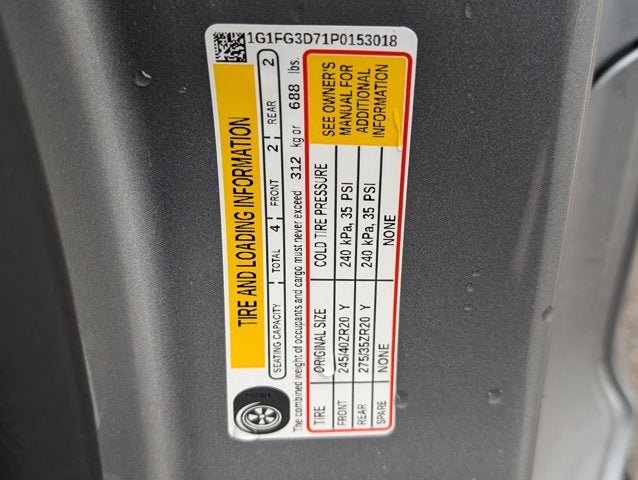 1G1FG3D71P0153018
TIRE AND LOADING INFORMATION
SEATING CAPACITY TOTAL 4 FRONT 2 REAR 2
The combined weight of occupants and cargo must never exceed 312 kg or 688 lbs.
TIRE ORIGINAL SIZE COLD TIRE PRESSURE
FRONT 245/40ZR20 Y 240 kPa, 35 PSI
REAR 275/35ZR20 Y 240 kPa, 35 PSI
SPARE NONE NONE
SEE OWNER'S
MANUAL FOR
ADDITIONAL
INFORMATION